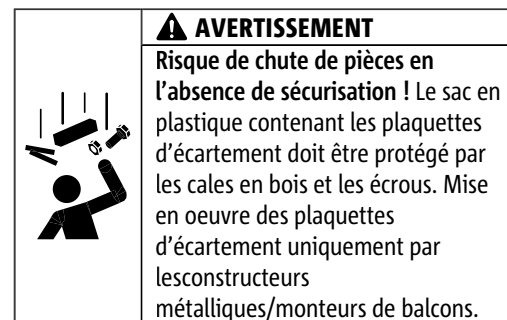 AVERTISSEMENT
Risque de chute de pièces en
l'absence de sécurisation ! Le sac en
plastique contenant les plaquettes
d'écartement doit être protégé par
les cales en bois et les écrous. Mise
en oeuvre des plaquettes
d'écartement uniquement par
lesconstructeurs
métalliques/monteurs de balcons.